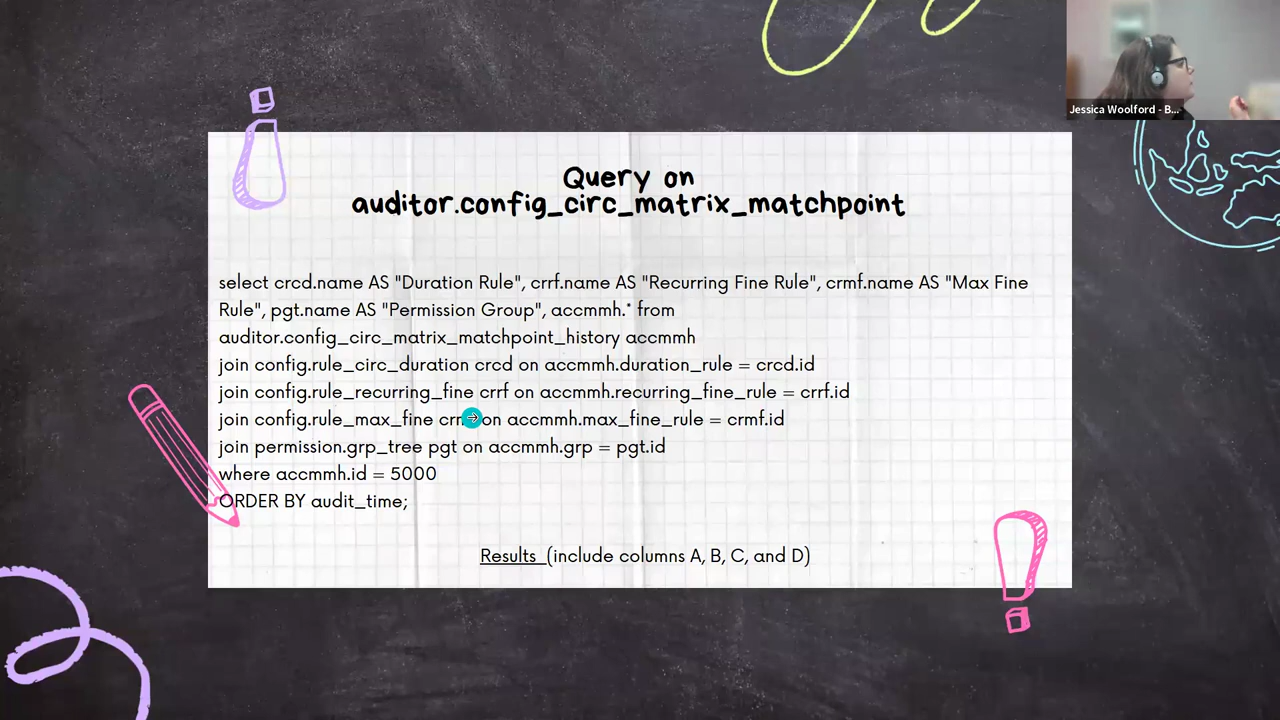 Jessica Woolford - B...
Query on
auditor.config_circ_matrix_matchpoint
select crcd.name AS "Duration Rule", crrf.name AS "Recurring Fine Rule", crmf.name AS "Max Fine
Rule", pgt.name AS "Permission Group", accmmh.* from
auditor.config_circ_matrix_matchpoint_history accmmh
join config.rule_circ_duration crcd on accmmh.duration_rule = crcd.id
join config.rule_recurring_fine crrf on accmmh.recurring_fine_rule = crrf.id
join config.rule_max_fine on accmmh.max_fine_rule = crmf.id
join permission.grp_tree pgt on accmmh.grp = pgt.id
where accmmh.id = 5000
ORDER BY audit_time;
Results (include columns A, B, C, and D)